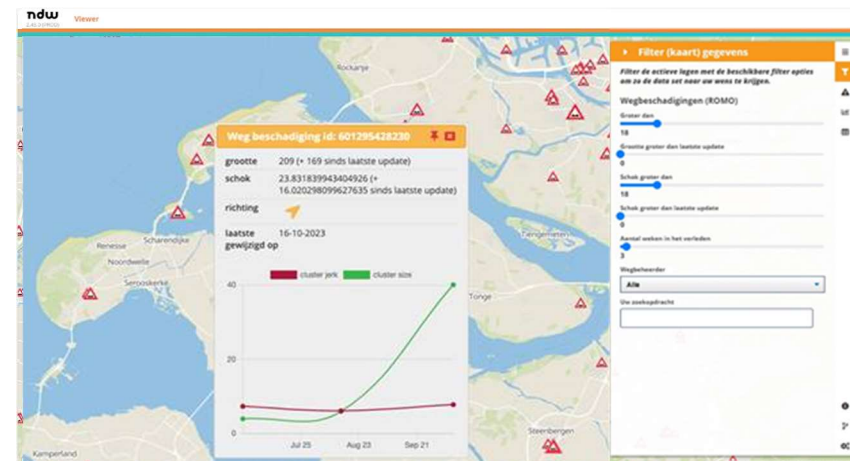 ndw
Viewer
Rockanje
Renesse
Scharendijke
Noordwelle
Serooskerke
Kamperland
Tiengemeten
Tonge
Steenbergen
Weg beschadiging id: 601295428230
grootte 209 (+ 169 sinds laatste update)
schok 23.831839943404926 (+
16.020298099627635 sinds laatste update)
richting
laatste 16-10-2023
gewijzigd op
cluster jerk cluster size
40
20
0
Jul 25 Aug 23 Sep 21
Filter (kaart) gegevens
Filter de actieve lagen met de beschikbare filter opties
om zo de data set naar uw wens te krijgen.
Wegbeschadigingen (ROMO)
Groter dan
18
Grootte groter dan laatste update
0
Schok groter dan
18
Schok groter dan laatste update
0
Aantal weken in het verleden
3
Wegbeheerder
Alle
Uw zoekopdracht